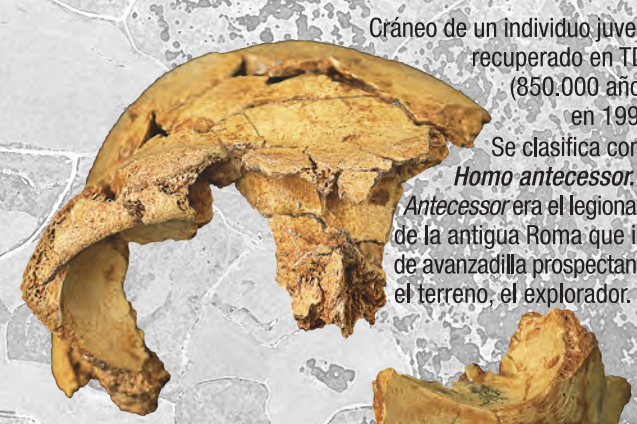 Cráneo de un individuo juve
recuperado en TD
(850.000 año
en 199
Se clasifica con
Homo antecessor.
Antecessor era el legiona
de la antigua Roma que i
de avanzadilla prospectan
el terreno, el explorador.